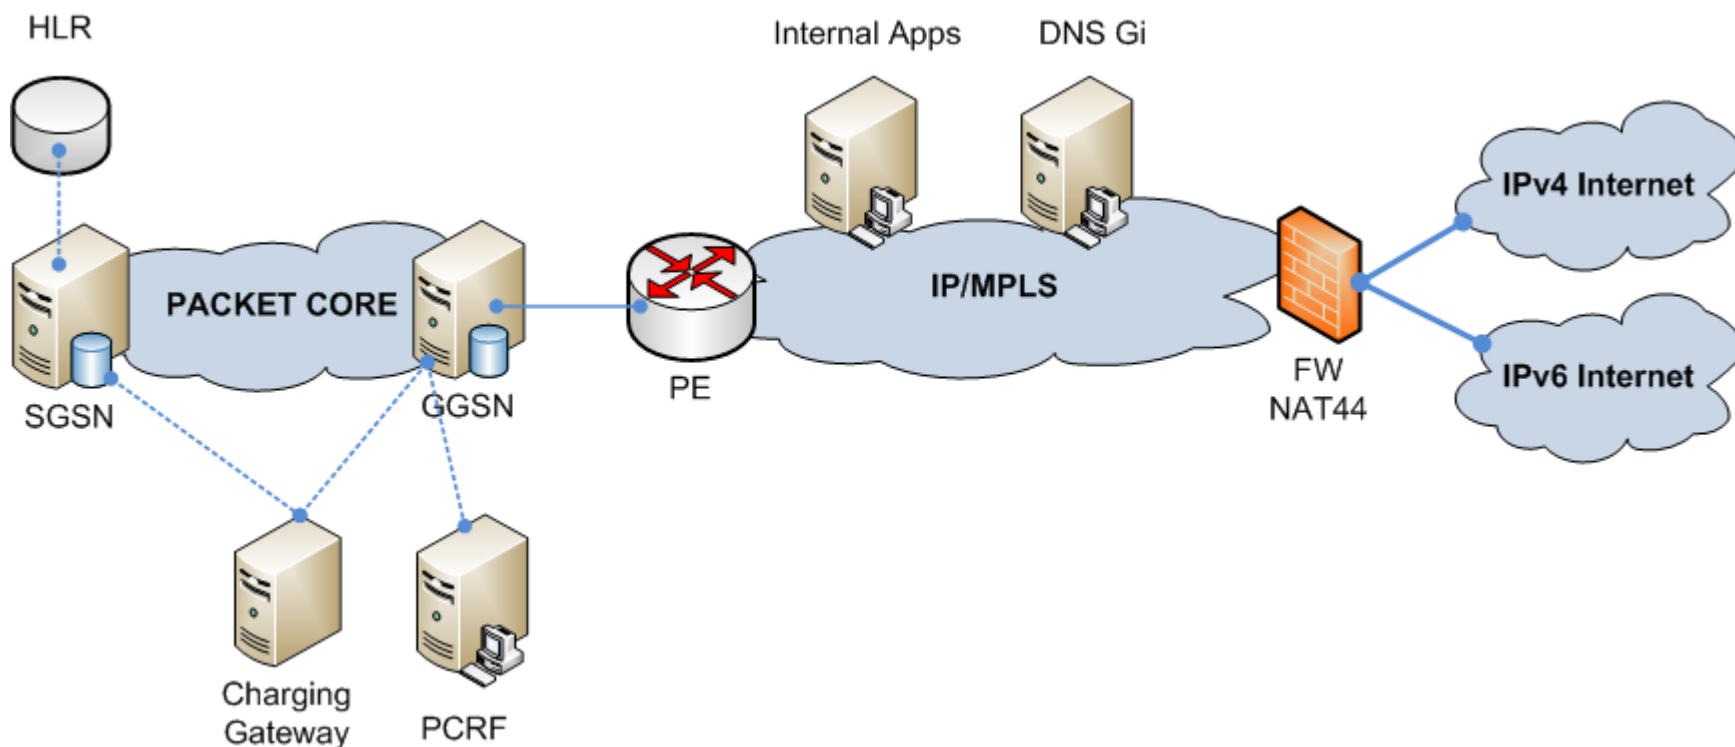 HLR
Internal Apps
DNS Gi
IPv4 Internet
PACKET CORE
IP/MPLS
SGSN
GGSN
PE
FW
NAT44
IPv6 Internet
Charging
Gateway
PCRF